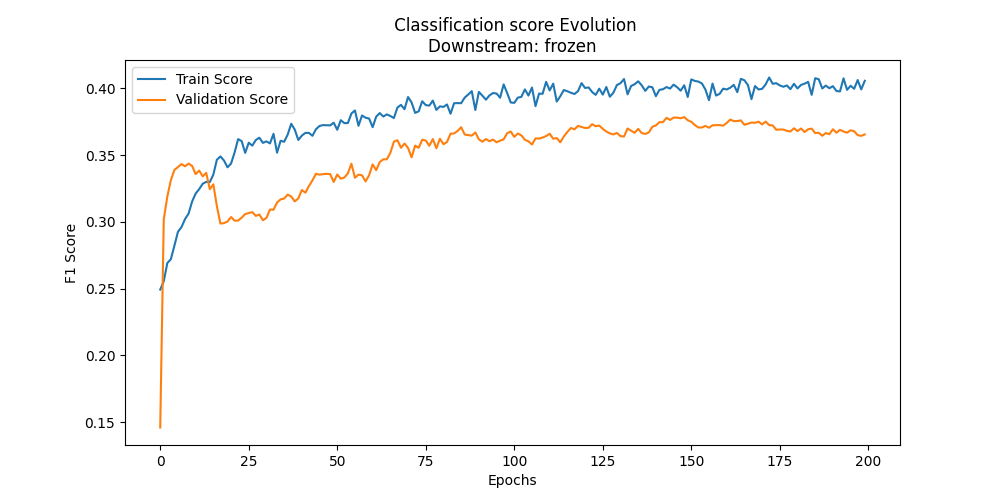 Classification score Evolution
Downstream: frozen
Train Score
Validation Score
F1 Score
0.40
0.35
0.30
0.25
0.20
0.15
0 25 50 75 100 125 150 175 200
Epochs